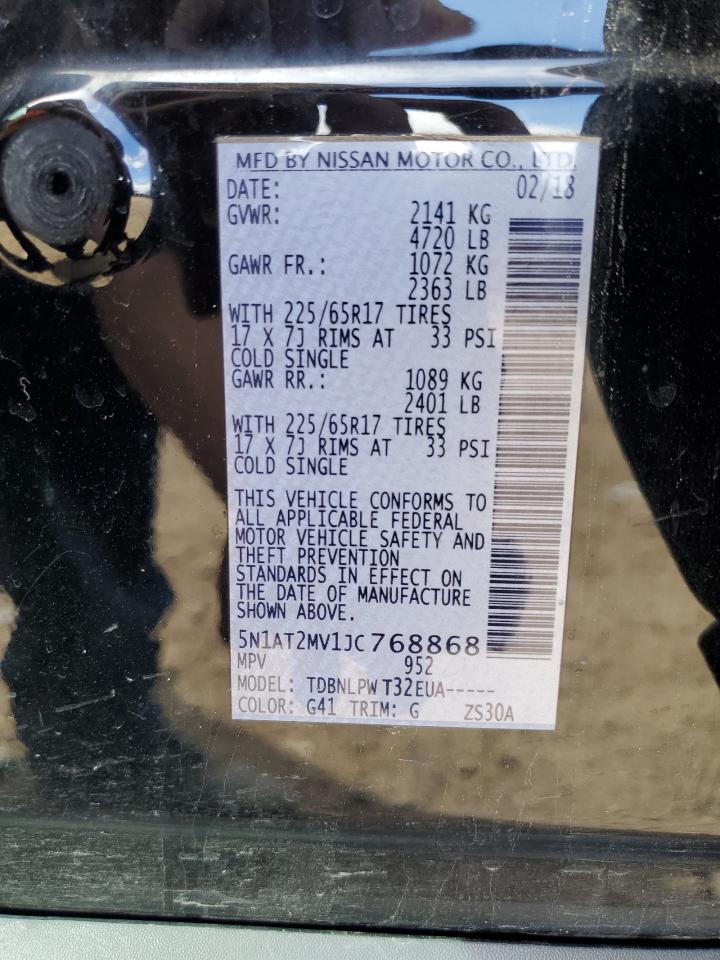 MFD BY NISSAN MOTOR CO., LTD.
DATE: 02/18
GVWR: 2141 KG
4720 LB
GAWR FR.: 1072 KG
2363 LB
WITH 225/65R17 TIRES
17 X 7J RIMS AT 33 PSI
COLD SINGLE
GAWR RR.: 1089 KG
2401 LB
WITH 225/65R17 TIRES
17 X 7J RIMS AT 33 PSI
COLD SINGLE
THIS VEHICLE CONFORMS TO
ALL APPLICABLE FEDERAL
MOTOR VEHICLE SAFETY AND
THEFT PREVENTION
STANDARDS IN EFFECT ON
THE DATE OF MANUFACTURE
SHOWN ABOVE.
5N1AT2MV1JC768868
MPV 952
MODEL: TDBNLPW T32EUA-----
COLOR: G41 TRIM: G ZS30A